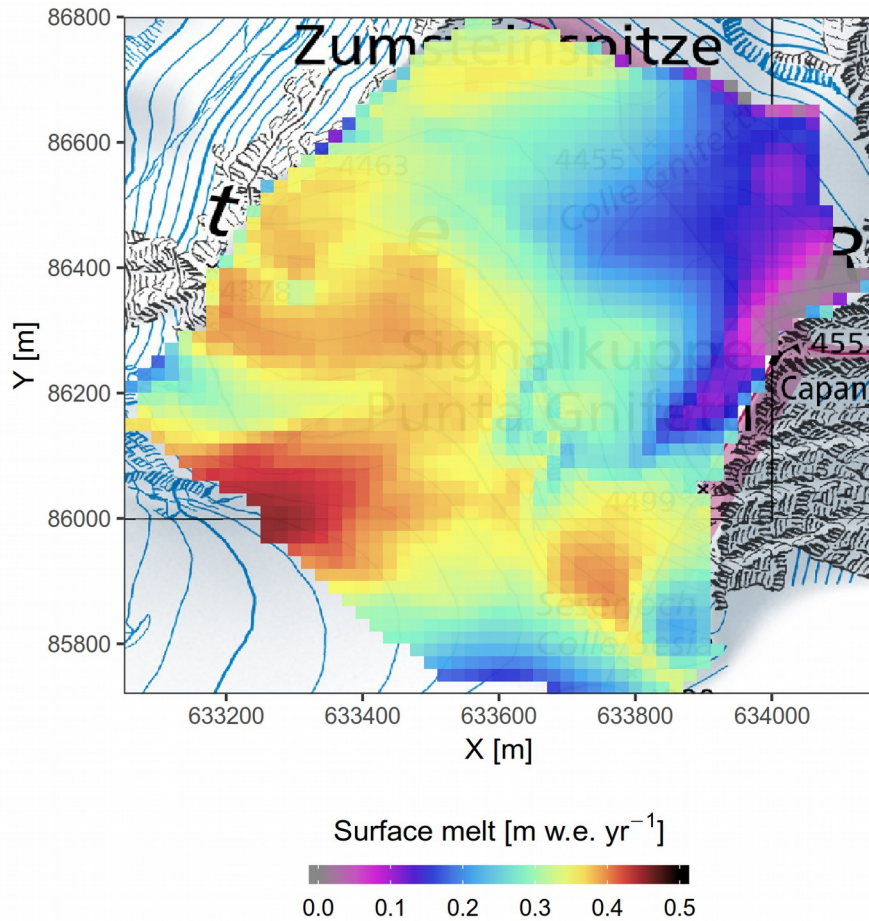 86800
Zumsteinspitze
86600
4463
4455
Colle Gnifetti
t
e
R
86400
4378
Signalkuppe
455
86200
Capan
Punta Gnifetti
86000
4499
Seserjoch
Colle Sesia
85800
633200 633400 633600 633800 634000
Y [m]
X [m]
Surface melt [m w.e. yr⁻¹]
0.0 0.1 0.2 0.3 0.4 0.5